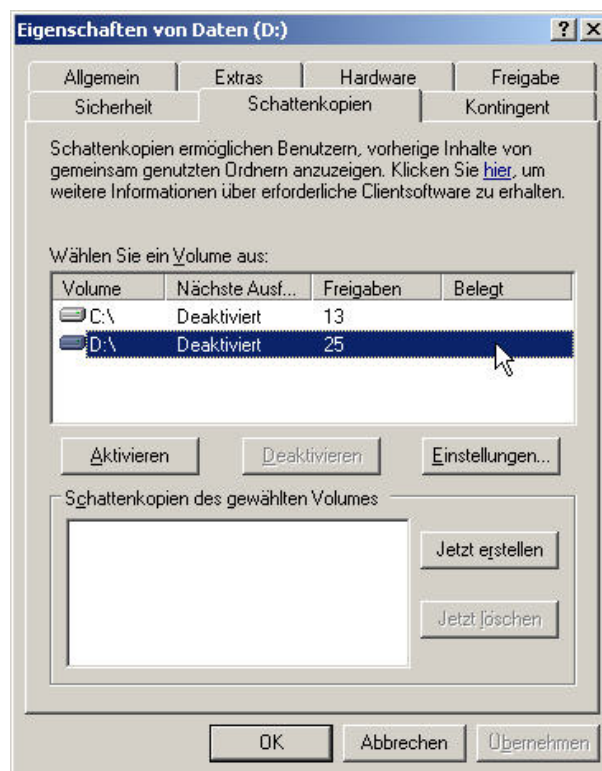 Eigenschaften von Daten (D:)
Allgemein Extras Hardware Freigabe
Sicherheit Schattenkopien Kontingent
Schattenkopien ermöglichen Benutzern, vorherige Inhalte von
gemeinsam genutzten Ordnern anzuzeigen. Klicken Sie hier, um
weitere Informationen über erforderliche Clientsoftware zu erhalten.
Wählen Sie ein Volume aus:
Volume Nächste Ausf... Freigaben Belegt
C:\ Deaktiviert 13
D:\ Deaktiviert 25
Aktivieren Deaktivieren Einstellungen...
Schattenkopien des gewählten Volumes
Jetzt erstellen
Jetzt löschen
OK Abbrechen Übernehmen